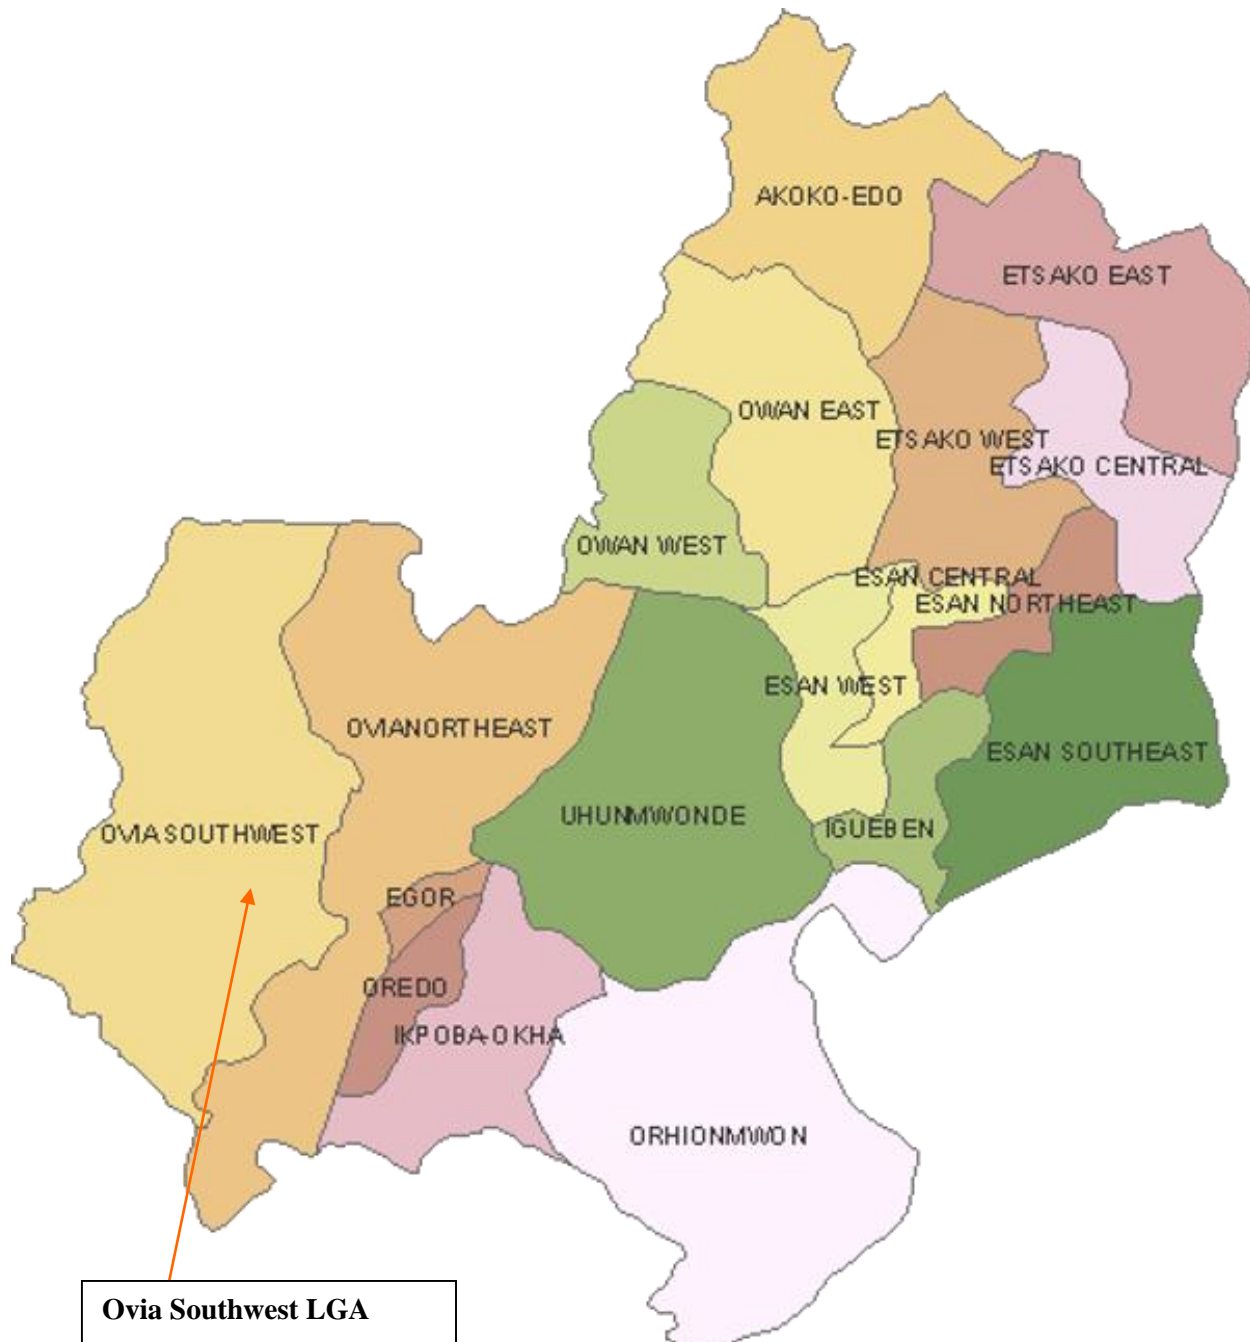 AKOKO-EDO
ETSAKO EAST
OWAN EAST
ETSAKO WEST
ETSAKO CENTRAL
OWAN WEST
ESAN CENTRAL
ESAN NORTHEAST
ESAN WEST
OVIANORTHEAST
ESAN SOUTHEAST
UHUNMWONDE
OVIASOUTHWEST
IGUEBEN
EGOR
OREDO
IKPOBA-OKHA
ORHIONMWON
Ovia Southwest LGA